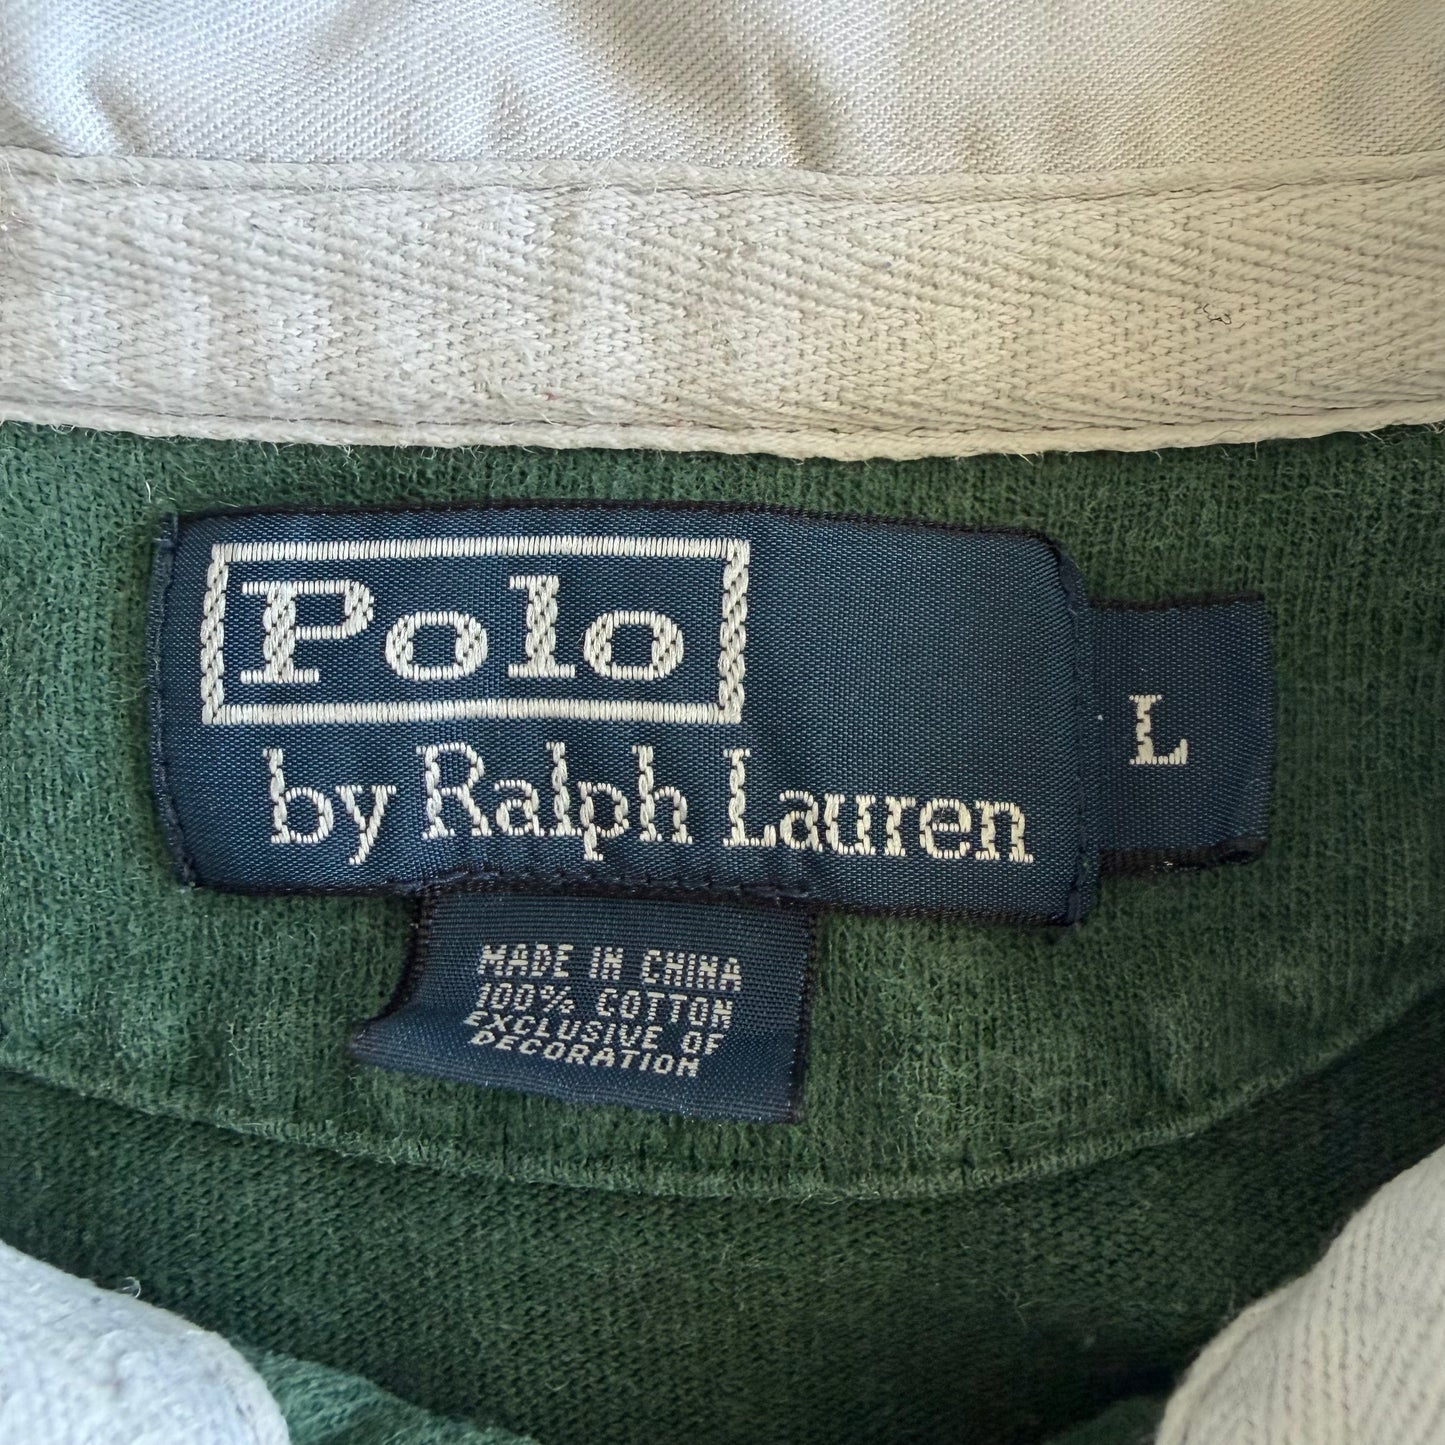 Polo
by Ralph Lauren
L
MADE IN CHINA
100% COTTON
EXCLUSIVE OF
DECORATION